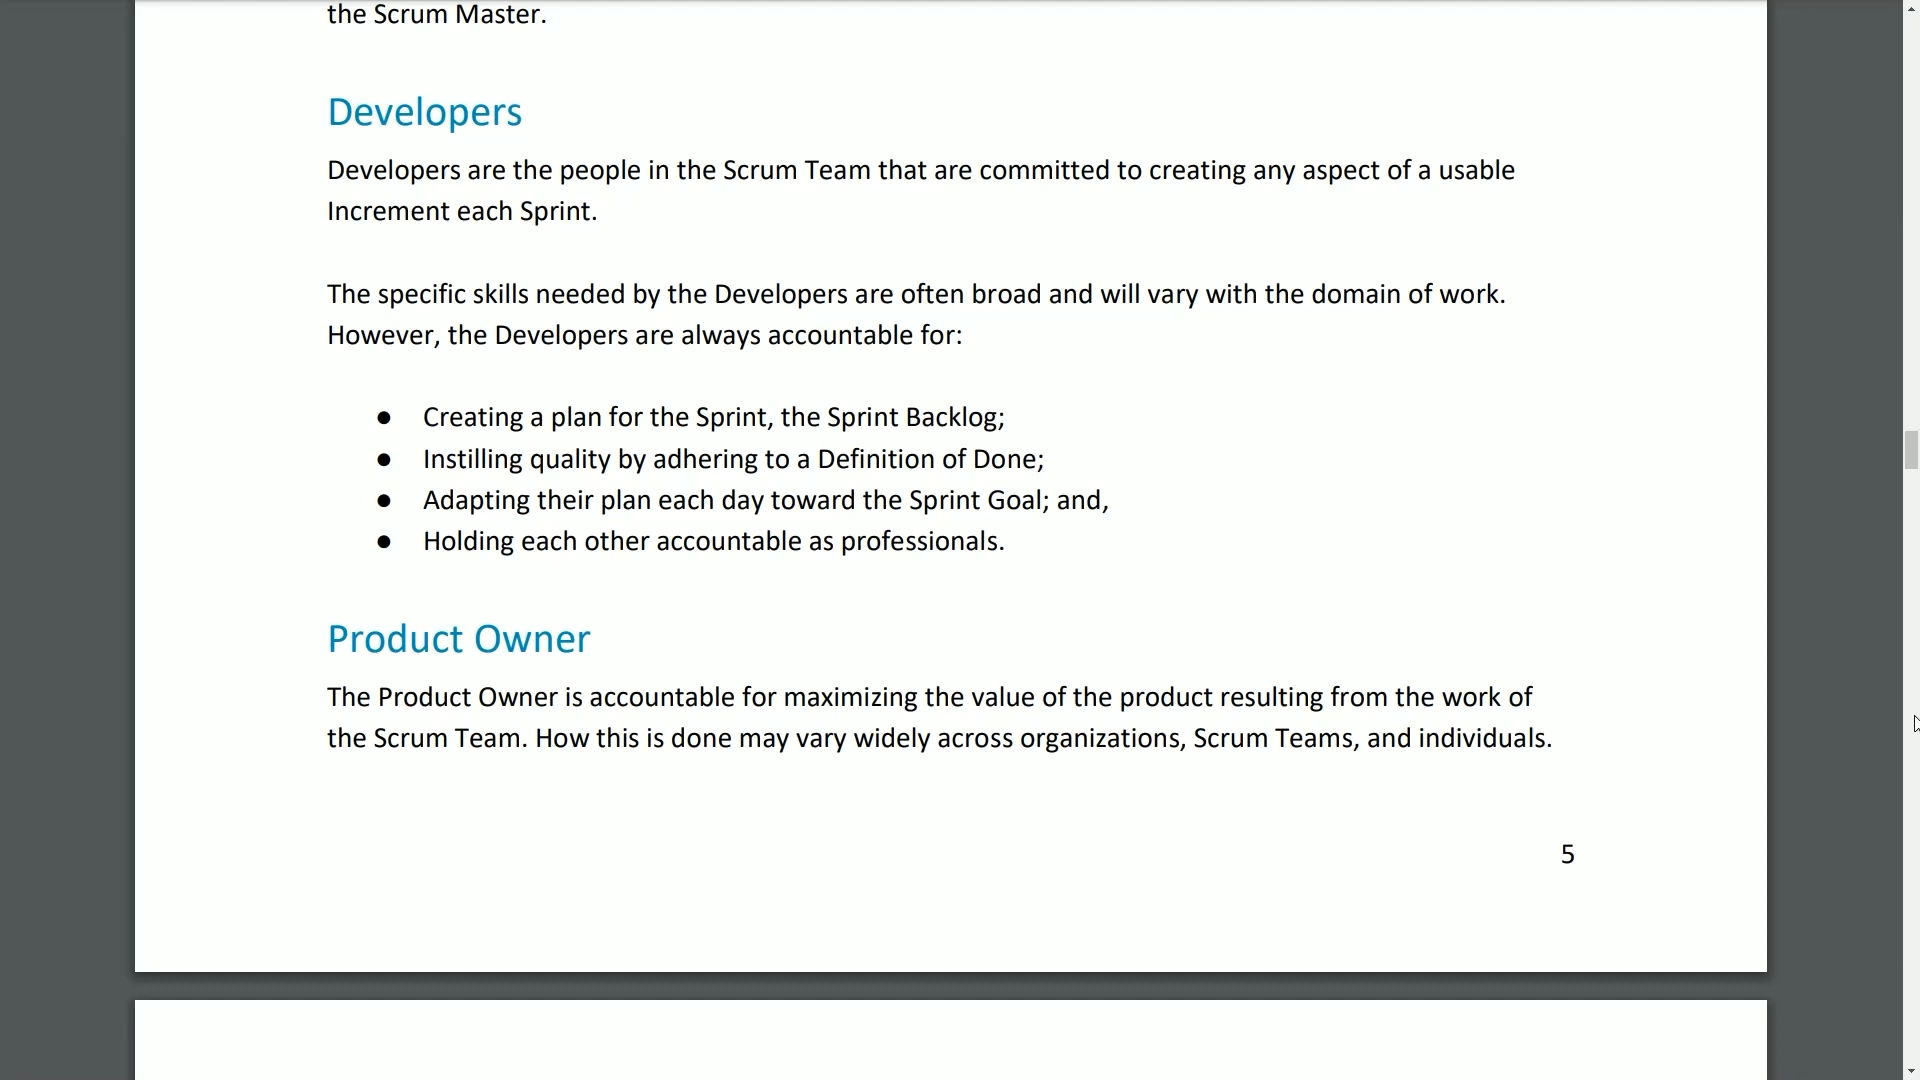 the Scrum Master.
Developers
Developers are the people in the Scrum Team that are committed to creating any aspect of a usable
Increment each Sprint.
The specific skills needed by the Developers are often broad and will vary with the domain of work.
However, the Developers are always accountable for:
● Creating a plan for the Sprint, the Sprint Backlog;
● Instilling quality by adhering to a Definition of Done;
● Adapting their plan each day toward the Sprint Goal; and,
● Holding each other accountable as professionals.
Product Owner
The Product Owner is accountable for maximizing the value of the product resulting from the work of
the Scrum Team. How this is done may vary widely across organizations, Scrum Teams, and individuals.
5